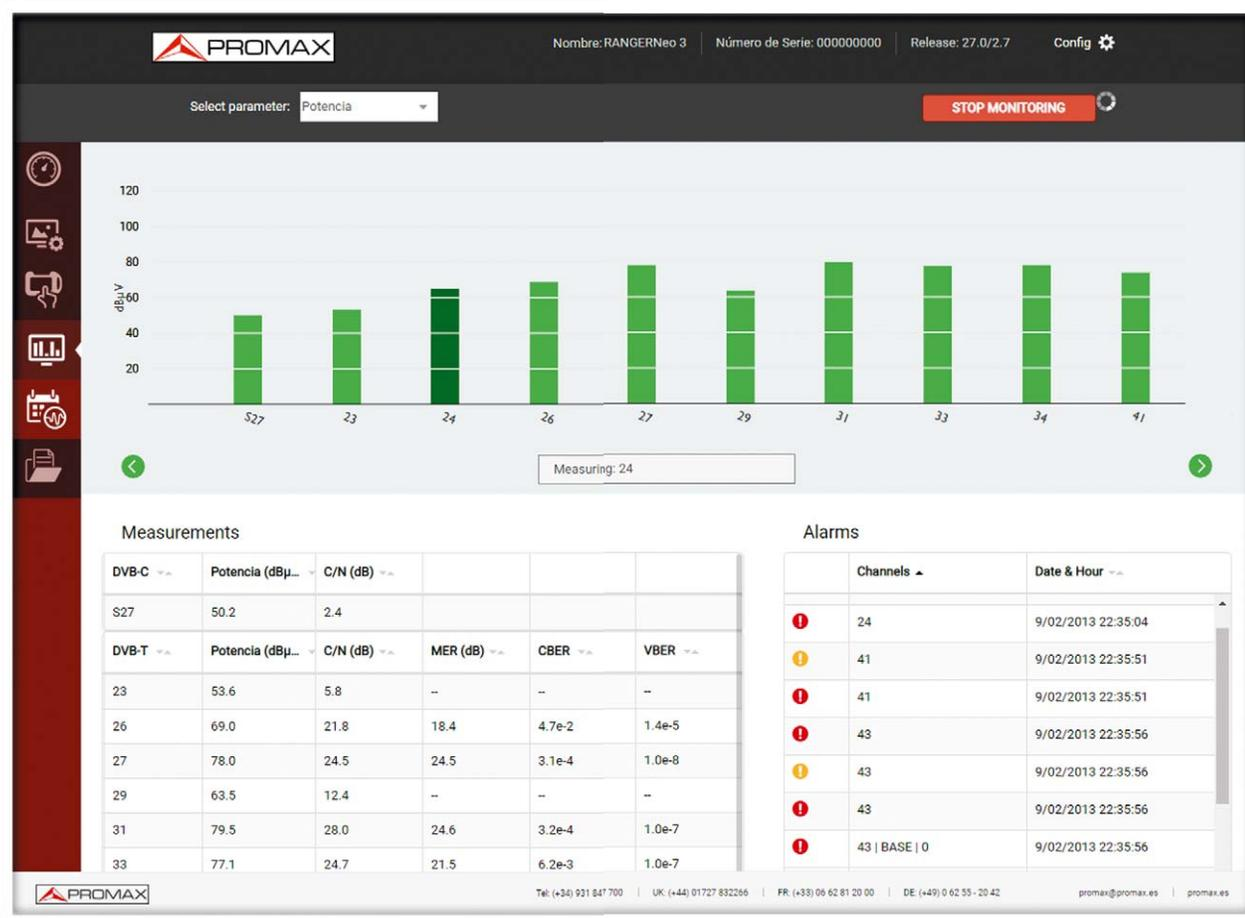 PROMAX
Nombre: RANGERNeo 3 Número de Serie: 000000000 Release: 27.0/2.7 Config
Select parameter: Potencia STOP MONITORING
120
100
80
60
40
20
dBµV
S27 23 24 26 27 29 31 33 34 41
Measuring: 24
Measurements
DVB-C Potencia (dBµ... C/N (dB)
S27 50.2 2.4
DVB-T Potencia (dBµ... C/N (dB) MER (dB) CBER VBER
23 53.6 5.8 -- -- --
26 69.0 21.8 18.4 4.7e-2 1.4e-5
27 78.0 24.5 24.5 3.1e-4 1.0e-8
29 63.5 12.4 -- -- --
31 79.5 28.0 24.6 3.2e-4 1.0e-7
33 77.1 24.7 21.5 6.2e-3 1.0e-7
Alarms
Channels Date & Hour
24 9/02/2013 22:35:04
41 9/02/2013 22:35:51
41 9/02/2013 22:35:51
43 9/02/2013 22:35:56
43 9/02/2013 22:35:56
43 9/02/2013 22:35:56
43 | BASE | 0 9/02/2013 22:35:56
PROMAX
Tel: (+34) 931 847 700 | UK: (+44) 01727 832266 | FR: (+33) 06 62 81 20 00 | DE: (+49) 0 62 55 - 20 42 promax@promax.es | promax.es